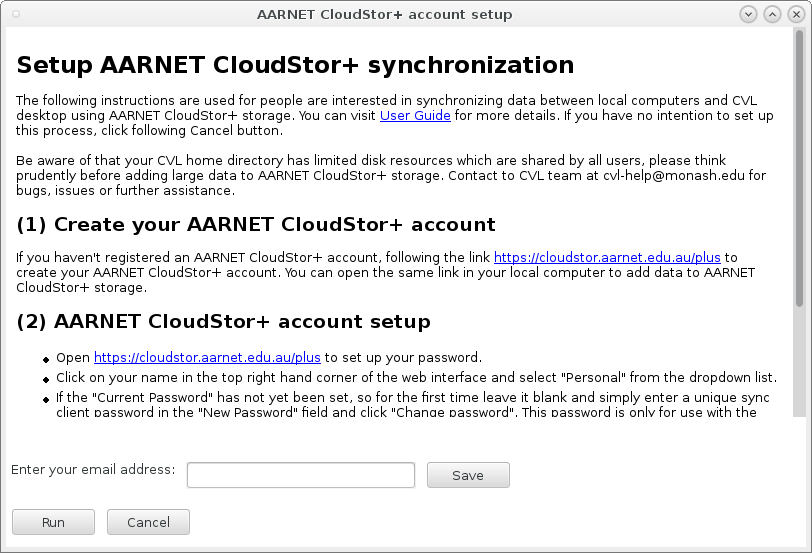 AARNET CloudStor+ account setup
Setup AARNET CloudStor+ synchronization
The following instructions are used for people are interested in synchronizing data between local computers and CVL
desktop using AARNET CloudStor+ storage. You can visit User Guide for more details. If you have no intention to set up
this process, click following Cancel button.
Be aware of that your CVL home directory has limited disk resources which are shared by all users, please think
prudently before adding large data to AARNET CloudStor+ storage. Contact to CVL team at cvl-help@monash.edu for
bugs, issues or further assistance.
(1) Create your AARNET CloudStor+ account
If you haven't registered an AARNET CloudStor+ account, following the link https://cloudstor.aarnet.edu.au/plus to
create your AARNET CloudStor+ account. You can open the same link in your local computer to add data to AARNET
CloudStor+ storage.
(2) AARNET CloudStor+ account setup
Open https://cloudstor.aarnet.edu.au/plus to set up your password.
Click on your name in the top right hand corner of the web interface and select "Personal" from the dropdown list.
If the "Current Password" has not yet been set, so for the first time leave it blank and simply enter a unique sync
client password in the "New Password" field and click "Change password". This password is only for use with the
Enter your email address:
Save
Run Cancel